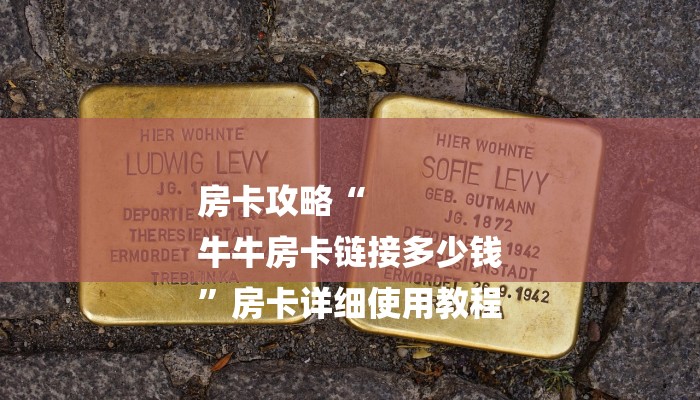 HIER WOHNTE
LUDWIG LEVY
DEPORTIERT
THERESIENSTADT
ERMORDET
TREBLINKA
HIER WOHNTE
SOFIE LEVY
GEB. GUTMANN
JG. 1872
1942
ERMORDET
9.1942
房卡攻略“
牛牛房卡链接多少钱
”房卡详细使用教程